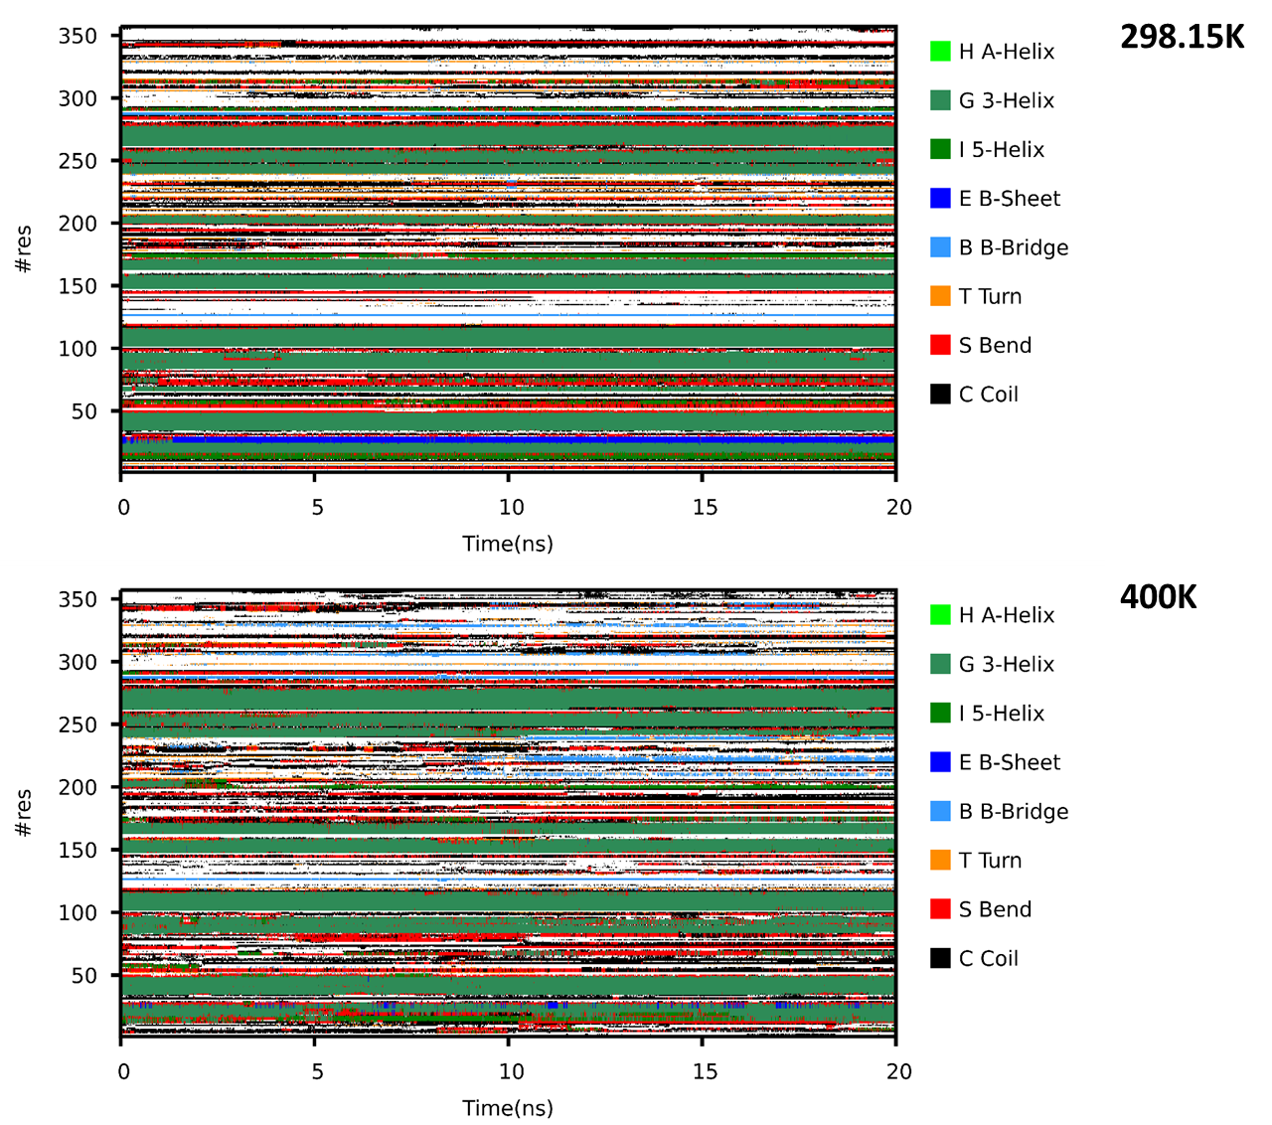 298.15K
350
300
250
200
150
100
50
#res
0 5 10 15 20
Time(ns)
H A-Helix
G 3-Helix
I 5-Helix
E B-Sheet
B B-Bridge
T Turn
S Bend
C Coil
400K
350
300
250
200
150
100
50
#res
0 5 10 15 20
Time(ns)
H A-Helix
G 3-Helix
I 5-Helix
E B-Sheet
B B-Bridge
T Turn
S Bend
C Coil